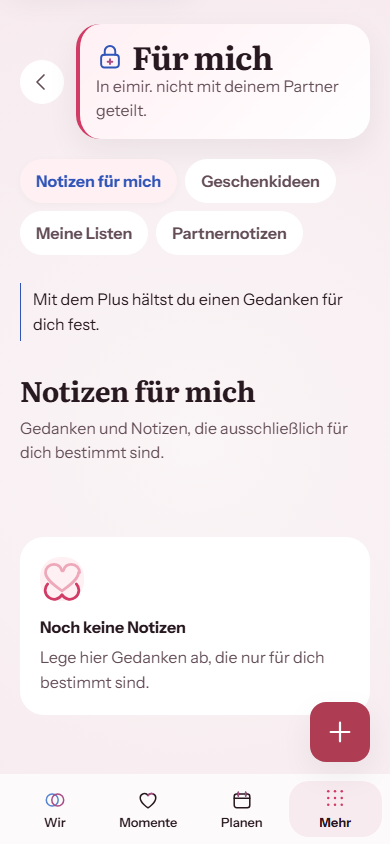 Für mich
In eimir. nicht mit deinem Partner
geteilt.
Notizen für mich
Geschenkideen
Meine Listen
Partnernotizen
Mit dem Plus hältst du einen Gedanken für
dich fest.
Notizen für mich
Gedanken und Notizen, die ausschließlich für
dich bestimmt sind.
Noch keine Notizen
Lege hier Gedanken ab, die nur für dich
bestimmt sind.
Wir
Momente
Planen
Mehr